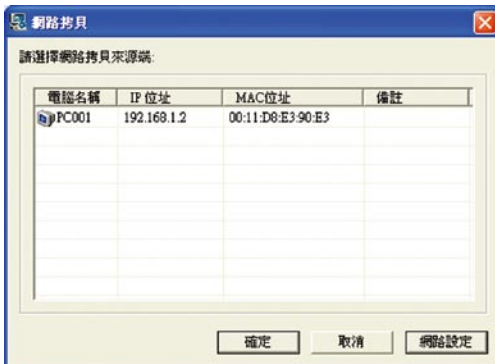 網路拷貝
請選擇網路拷貝來源端:
電腦名稱 IP 位址 MAC位址 備註
PC001 192.168.1.2 00:11:D8:E3:90:E3
確定 取消 網路設定